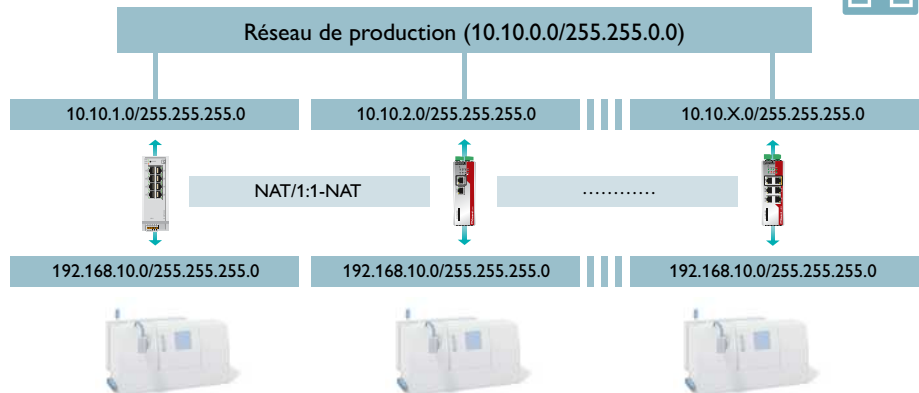 Réseau de production (10.10.0.0/255.255.0.0)
10.10.1.0/255.255.255.0
10.10.2.0/255.255.255.0
10.10.X.0/255.255.255.0
NAT/1:1-NAT
............
192.168.10.0/255.255.255.0
192.168.10.0/255.255.255.0
192.168.10.0/255.255.255.0